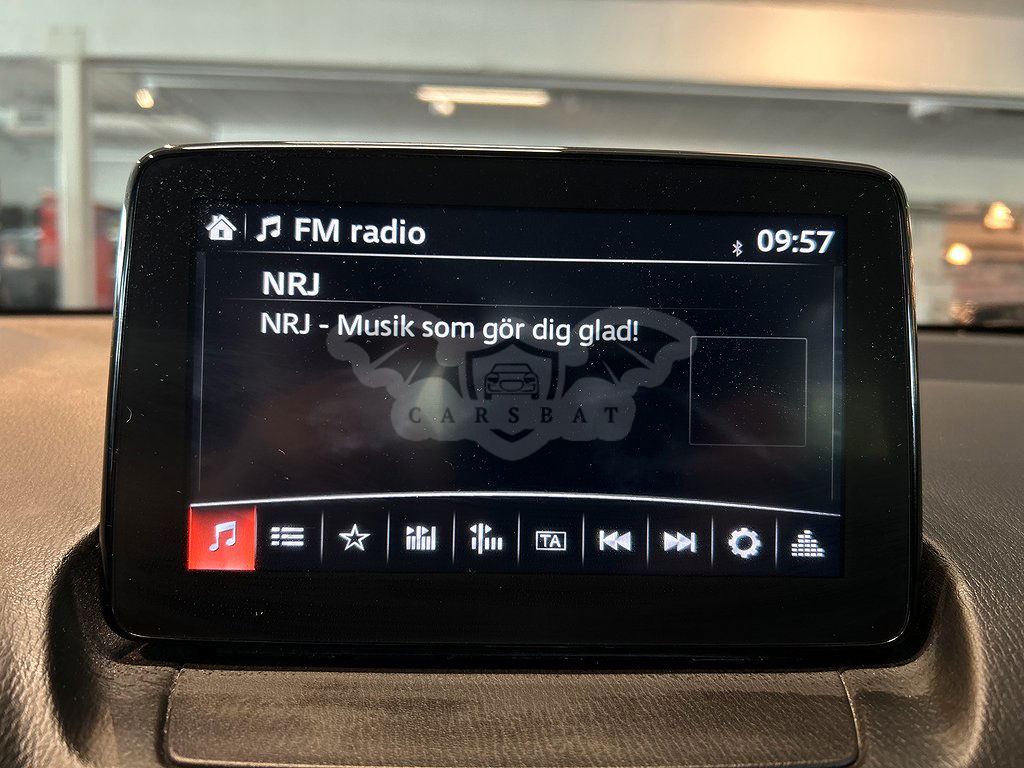 FM radio
09:57
NRJ
NRJ - Musik som gör dig glad!
CARSBAT
TA